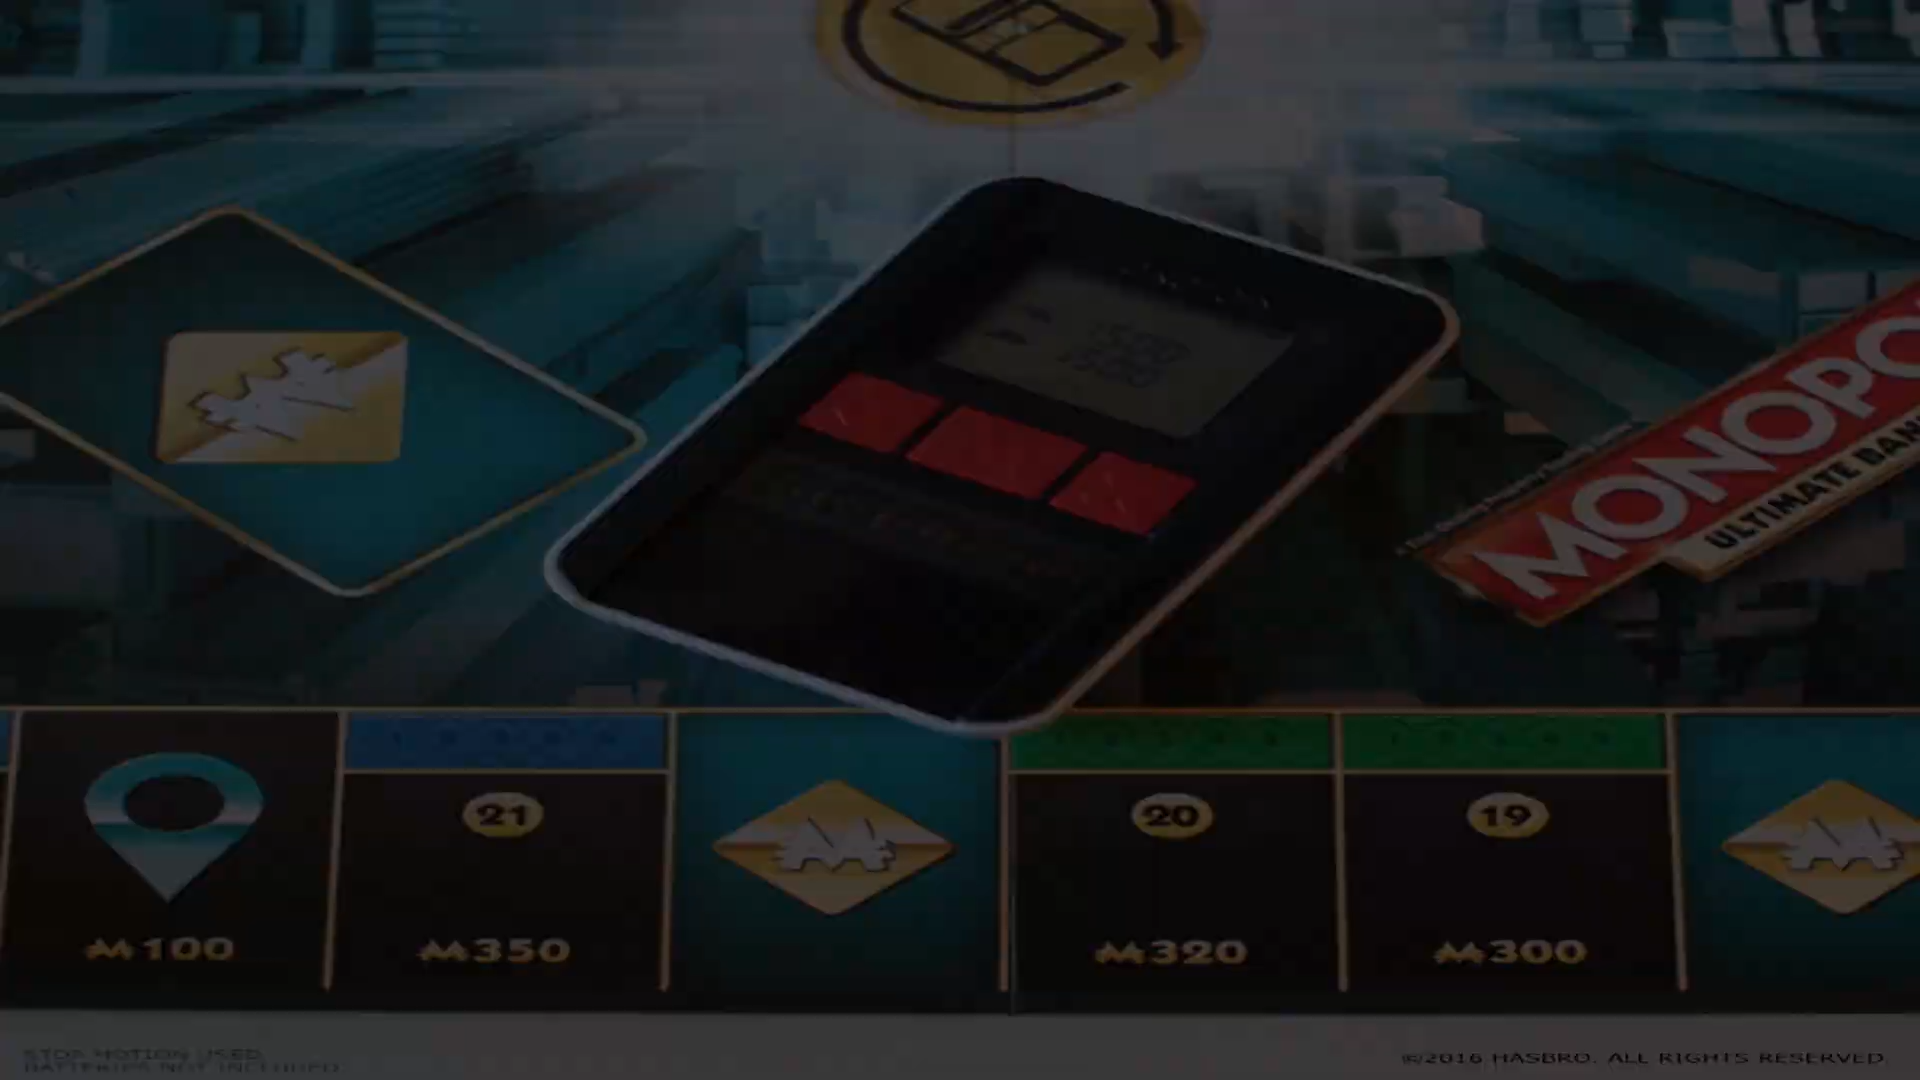 MONOPO
ULTIMATE BAN
21
20
19
100
350
320
300
STOP MOTION USED.
BATTERIES NOT INCLUDED.
©2016 HASBRO. ALL RIGHTS RESERVED.